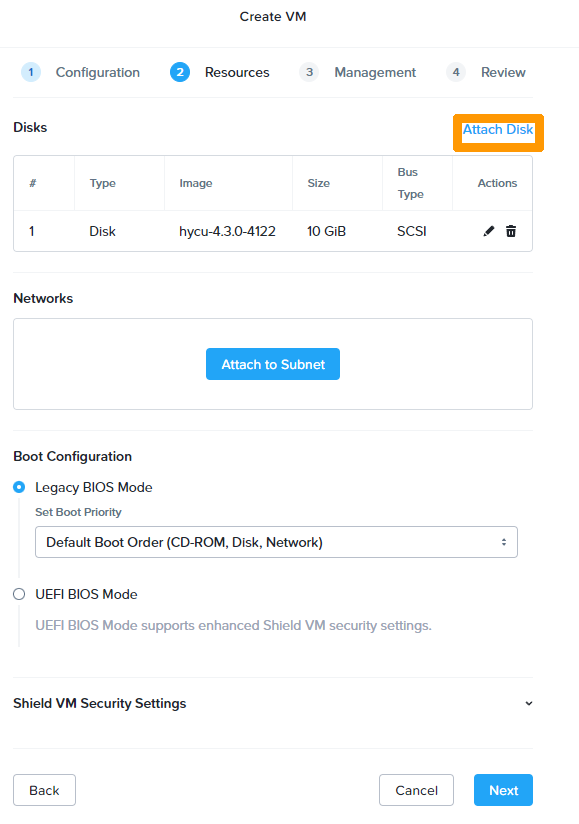 Create VM
1 Configuration 2 Resources 3 Management 4 Review
Disks Attach Disk
# Type Image Size Bus Type Actions
1 Disk hycu-4.3.0-4122 10 GiB SCSI
Networks
Attach to Subnet
Boot Configuration
Legacy BIOS Mode
Set Boot Priority
Default Boot Order (CD-ROM, Disk, Network)
UEFI BIOS Mode
UEFI BIOS Mode supports enhanced Shield VM security settings.
Shield VM Security Settings
Back Cancel Next